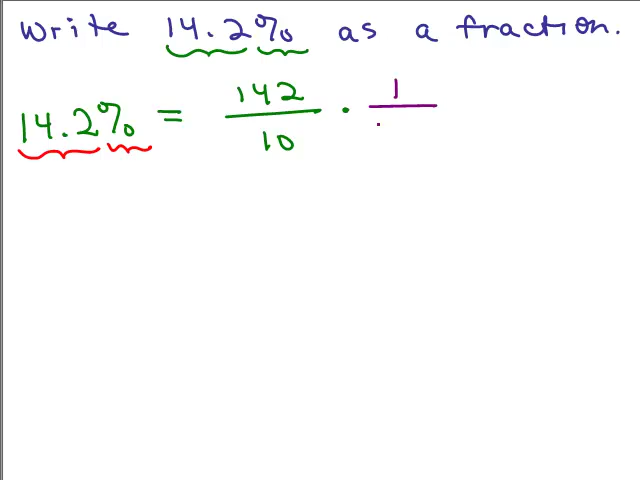 Write 14.2% as a fraction.
14.2% = 142/10 · 1/